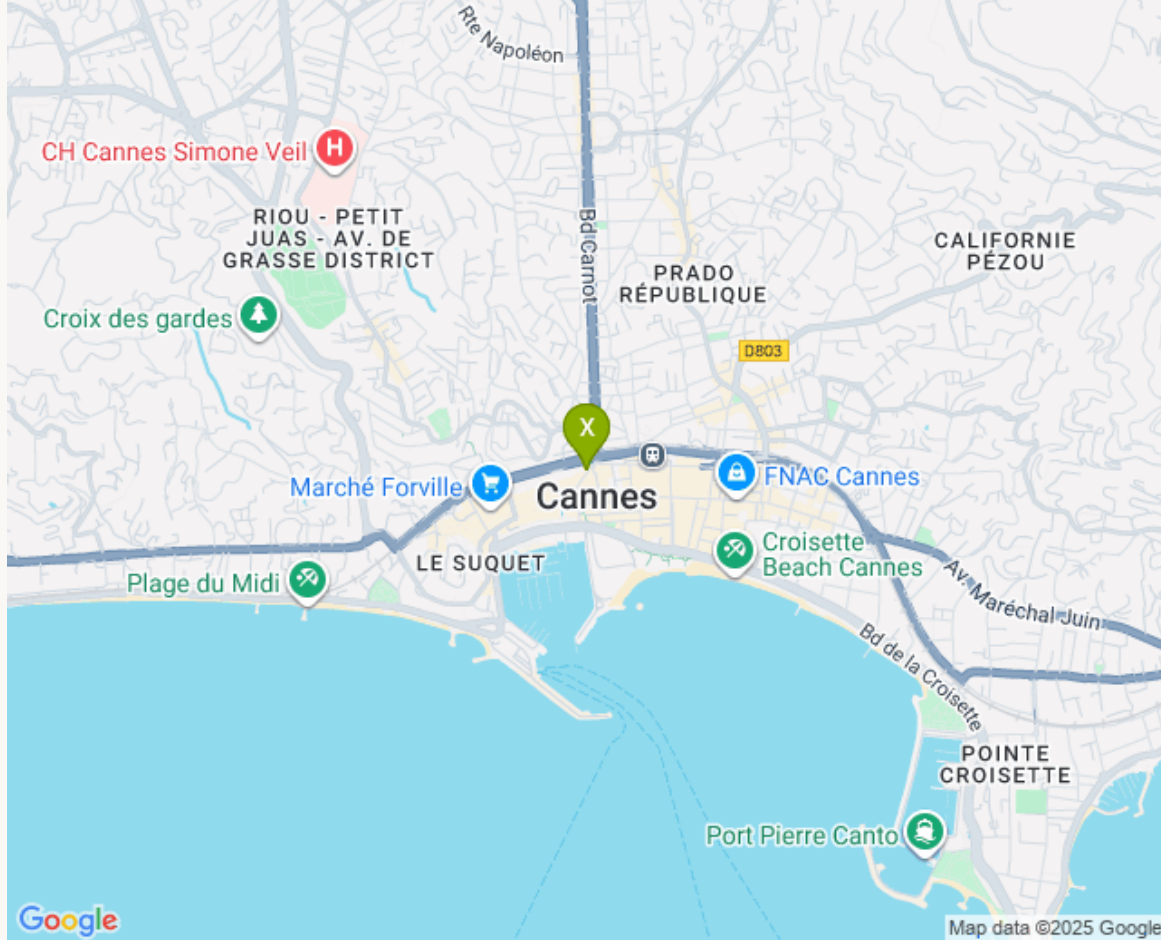 Rte Napoléon
CH Cannes Simone Veil
H
RIOU - PETIT
JUAS - AV. DE
GRASSE DISTRICT
Bd Carnot
CALIFORNIE
PÉZOU
PRADO
RÉPUBLIQUE
Croix des gardes
D803
X
Marché Forville
Cannes
FNAC Cannes
LE SUQUET
Croisette
Beach Cannes
Plage du Midi
Av. Maréchal Juin
Bd de la Croisette
POINTE
CROISETTE
Port Pierre Canto
Google
Map data ©2025 Google